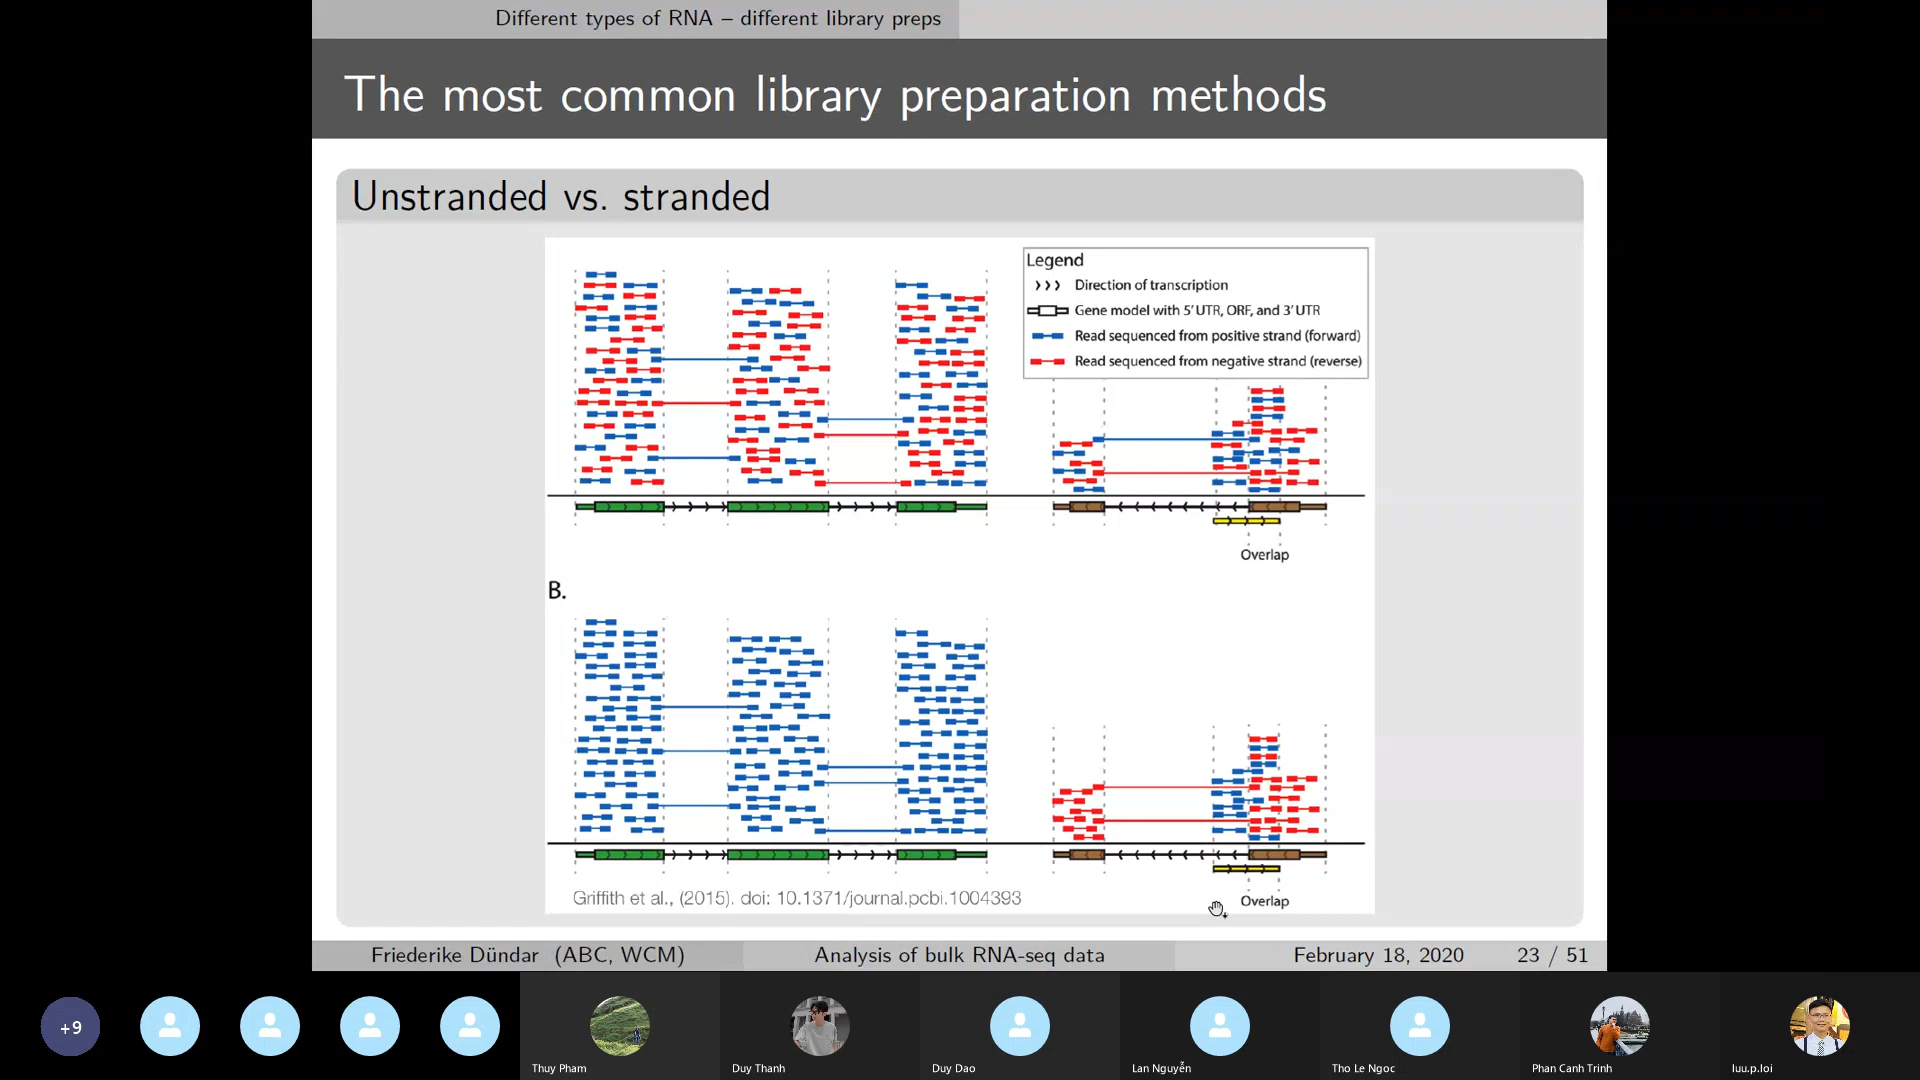 Different types of RNA – different library preps
The most common library preparation methods
Unstranded vs. stranded
Legend
Direction of transcription
Gene model with 5' UTR, ORF, and 3' UTR
Read sequenced from positive strand (forward)
Read sequenced from negative strand (reverse)
Overlap
B.
Griffith et al., (2015). doi: 10.1371/journal.pcbi.1004393
Overlap
Friederike Dündar (ABC, WCM)
Analysis of bulk RNA-seq data
February 18, 2020
23 / 51
+9
Thuy Pham
Duy Thanh
Duy Dao
Lan Nguyễn
Tho Le Ngoc
Phan Canh Trinh
luu.p.loi